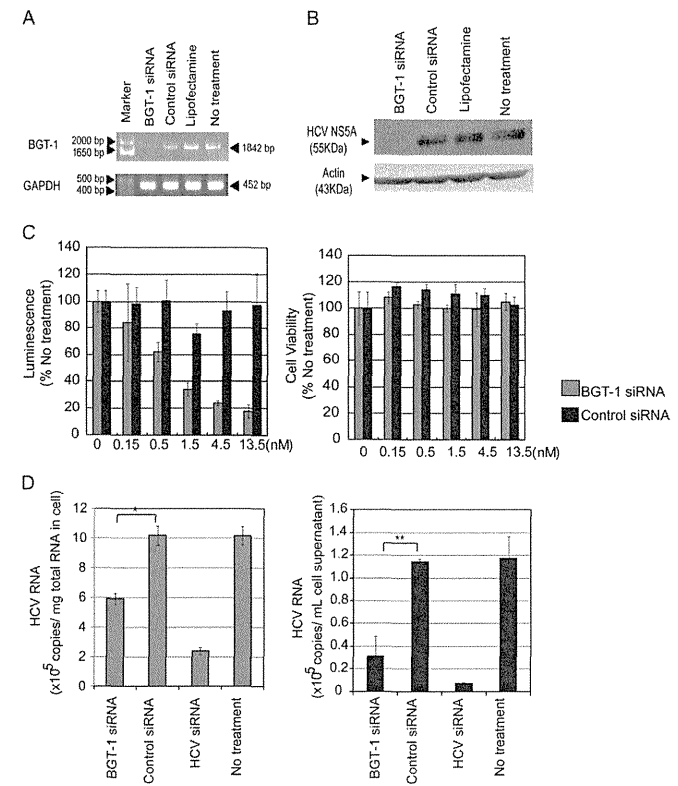 A
Marker
BGT-1 siRNA
Control siRNA
Lipofectamine
No treatment
BGT-1
2000 bp
1650 bp
1842 bp
GAPDH
500 bp
400 bp
452 bp
B
BGT-1 siRNA
Control siRNA
Lipofectamine
No treatment
HCV NS5A
(55KDa)
Actin
(43KDa)
C
Luminescence
(% No treatment)
140
120
100
80
60
40
20
0
0 0.15 0.5 1.5 4.5 13.5(nM)
Cell Viability
(% No treatment)
140
120
100
80
60
40
20
0
0 0.15 0.5 1.5 4.5 13.5(nM)
BGT-1 siRNA
Control siRNA
D
HCV RNA
(x10⁵ copies/ mg total RNA in cell)
12
10
8
6
4
2
0
*
BGT-1 siRNA
Control siRNA
HCV siRNA
No treatment
HCV RNA
(x10⁵ copies/ mL cell supernatant)
1.6
1.4
1.2
1.0
0.8
0.6
0.4
0.2
0
**
BGT-1 siRNA
Control siRNA
HCV siRNA
No treatment